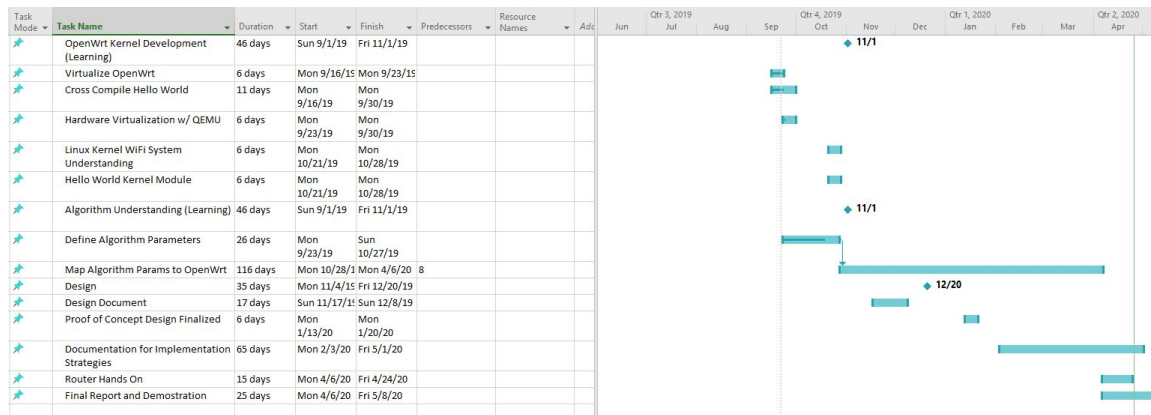 Task Mode Task Name Duration Start Finish Predecessors Resource Names Add
Qtr 3, 2019 Qtr 4, 2019 Qtr 1, 2020 Qtr 2, 2020
Jun Jul Aug Sep Oct Nov Dec Jan Feb Mar Apr
OpenWrt Kernel Development (Learning) 46 days Sun 9/1/19 Fri 11/1/19 11/1
Virtualize OpenWrt 6 days Mon 9/16/19 Mon 9/23/19
Cross Compile Hello World 11 days Mon 9/16/19 Mon 9/30/19
Hardware Virtualization w/ QEMU 6 days Mon 9/23/19 Mon 9/30/19
Linux Kernel WiFi System Understanding 6 days Mon 10/21/19 Mon 10/28/19
Hello World Kernel Module 6 days Mon 10/21/19 Mon 10/28/19
Algorithm Understanding (Learning) 46 days Sun 9/1/19 Fri 11/1/19 11/1
Define Algorithm Parameters 26 days Mon 9/23/19 Sun 10/27/19
Map Algorithm Params to OpenWrt 116 days Mon 10/28/1 Mon 4/6/20 8
Design 35 days Mon 11/4/19 Fri 12/20/19 12/20
Design Document 17 days Sun 11/17/19 Sun 12/8/19
Proof of Concept Design Finalized 6 days Mon 1/13/20 Mon 1/20/20
Documentation for Implementation Strategies 65 days Mon 2/3/20 Fri 5/1/20
Router Hands On 15 days Mon 4/6/20 Fri 4/24/20
Final Report and Demostration 25 days Mon 4/6/20 Fri 5/8/20